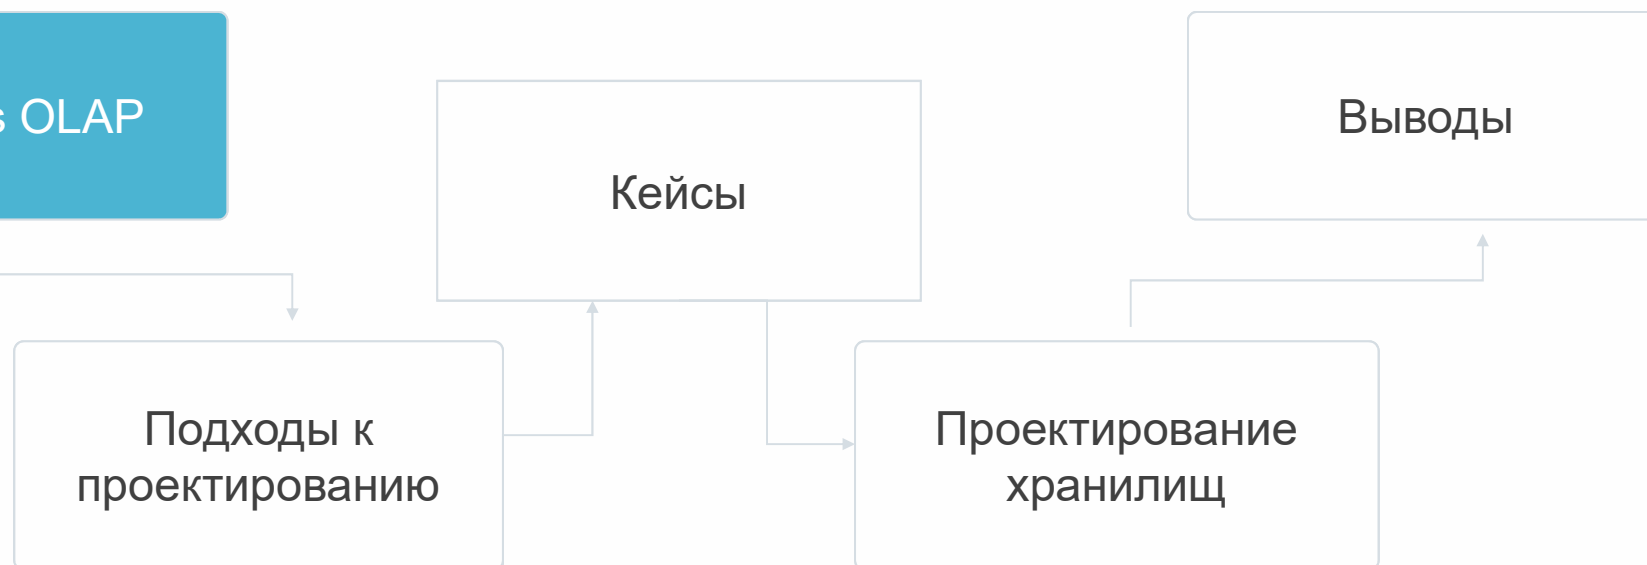 s OLAP
Кейсы
Выводы
Подходы к
проектированию
Проектирование
хранилищ